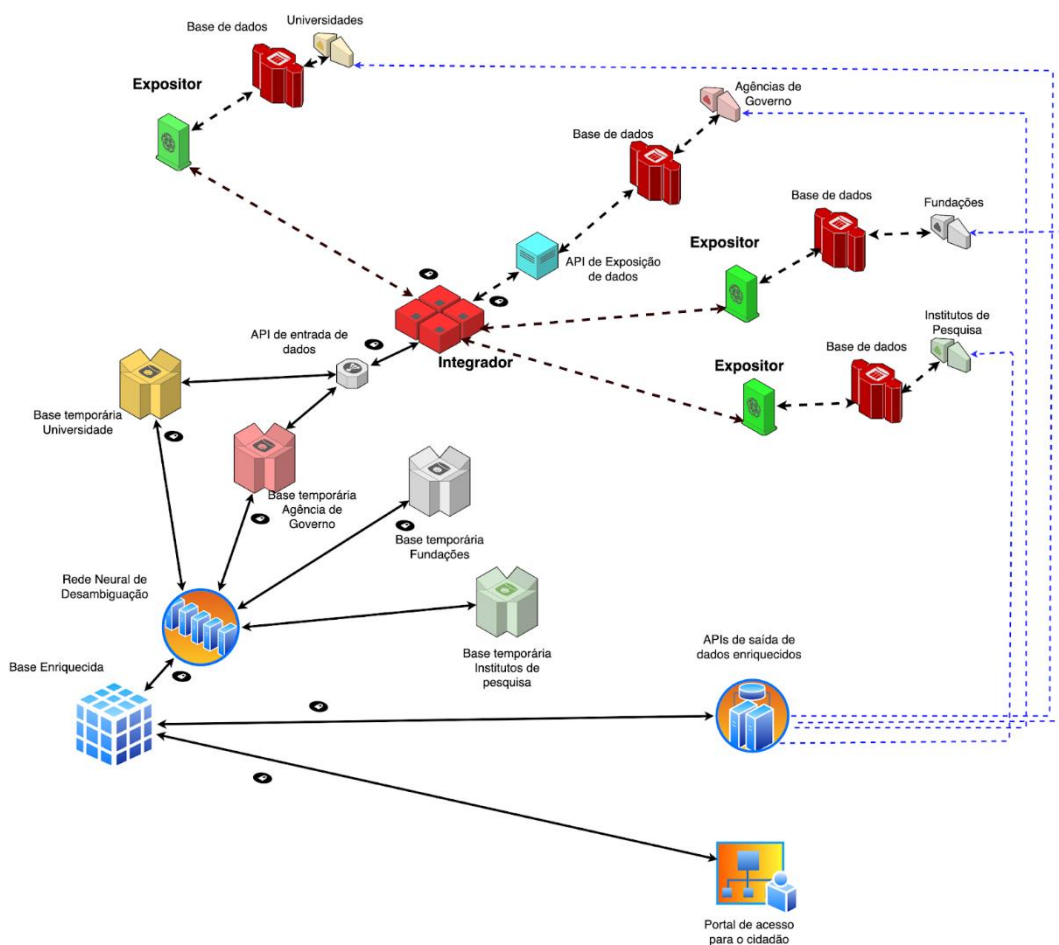 Universidades
Base de dados
Expositor
Agências de
Governo
Base de dados
Base de dados
Fundações
Expositor
API de Exposição
de dados
Institutos de
Pesquisa
API de entrada de
dados
Integrador
Base de dados
Expositor
Base temporária
Universidade
Base temporária
Agência de
Governo
Base temporária
Fundações
Rede Neural de
Desambiguação
Base temporária
Institutos de
pesquisa
APIs de saída de
dados enriquecidos
Base Enriquecida
Portal de acesso
para o cidadão